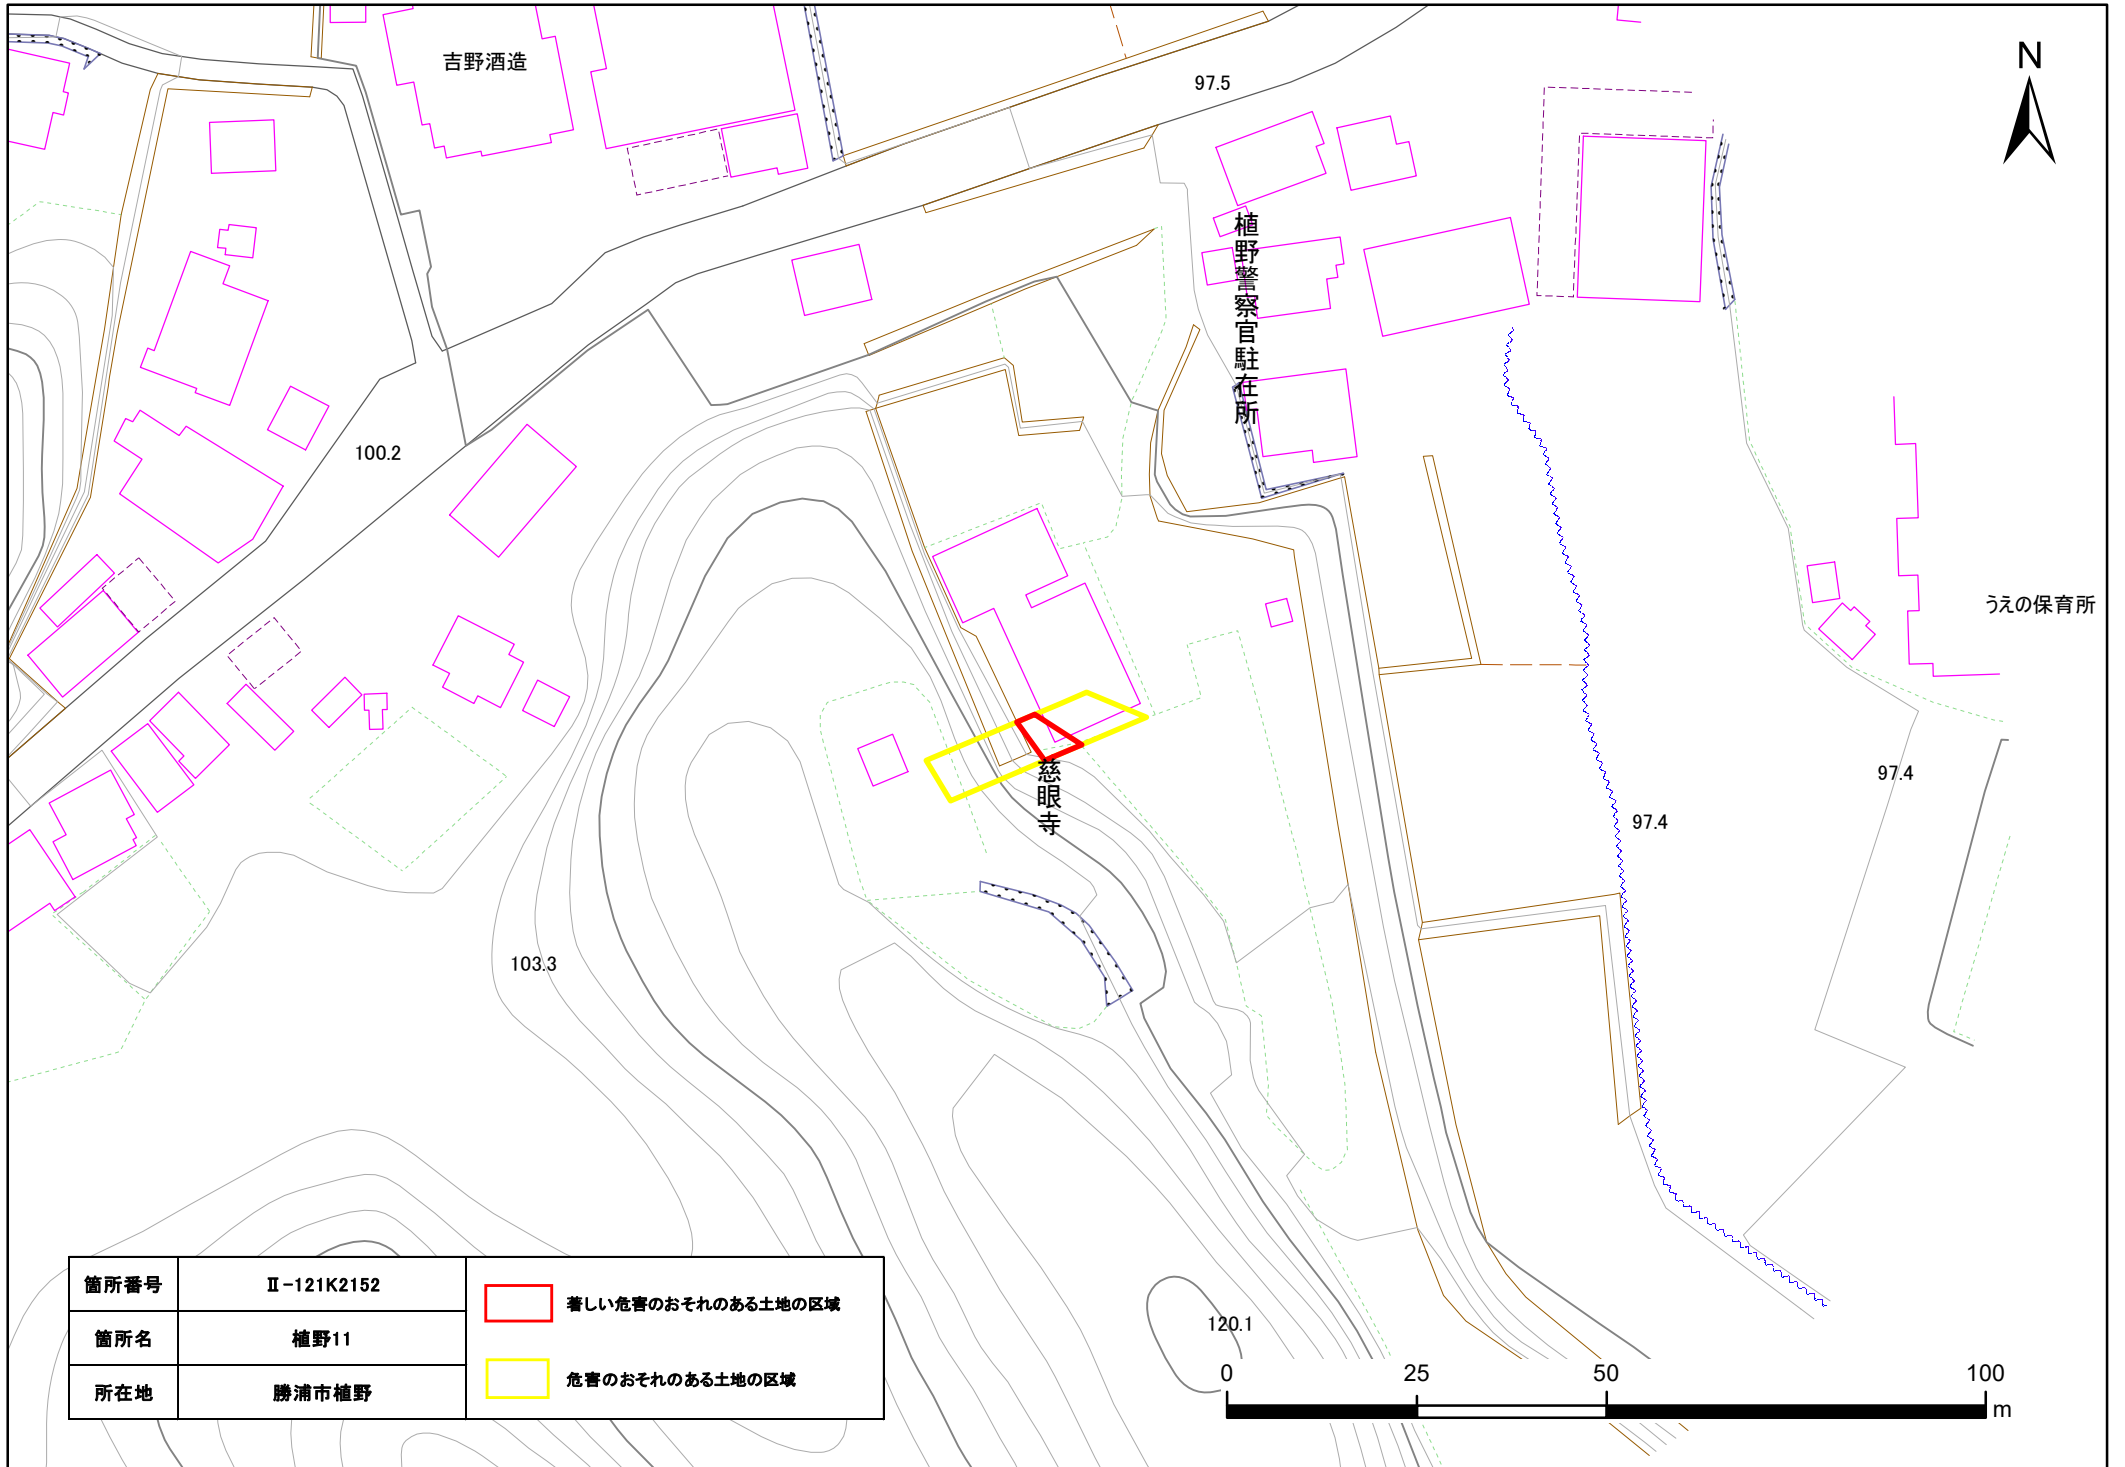 吉野酒造
97.5
N
植野警察官駐在所
100.2
うえの保育所
慈眼寺
97.4
97.4
103.3
120.1
箇所番号 Ⅱ-121K2152
箇所名 植野11
所在地 勝浦市植野
著しい危害のおそれのある土地の区域
危害のおそれのある土地の区域
0 25 50 100
m